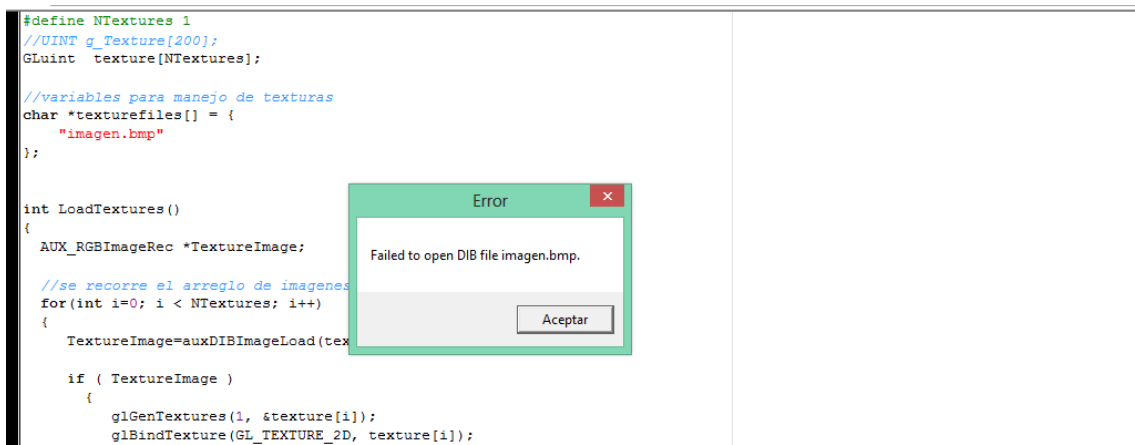 #define NTextures 1
//UINT g_Texture[200];
GLuint  texture[NTextures];
//variables para manejo de texturas
char *texturefiles[] = {
"imagen.bmp"
};
int LoadTextures()
{
AUX_RGBImageRec *TextureImage;
//se recorre el arreglo de imagenes
for(int i=0; i < NTextures; i++)
{
TextureImage=auxDIBImageLoad(tex
if ( TextureImage )
{
glGenTextures(1, &texture[i]);
glBindTexture(GL_TEXTURE_2D, texture[i]);
Error
Failed to open DIB file imagen.bmp.
Aceptar